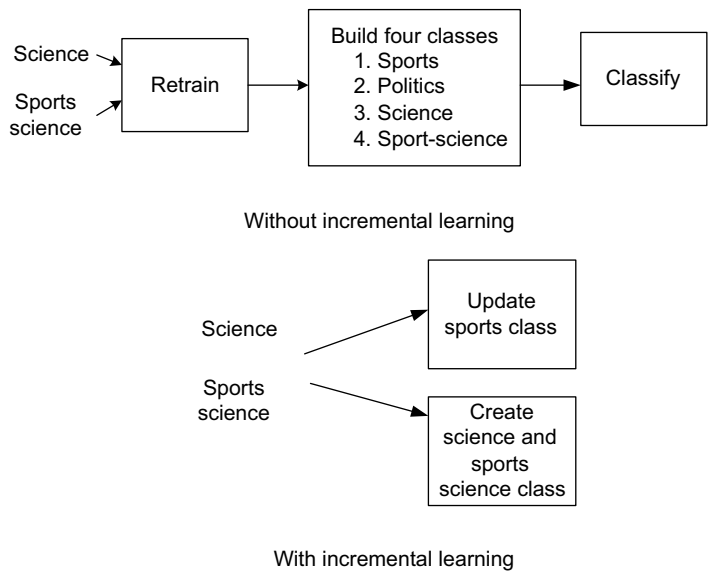 Science
Sports
science
Retrain
Build four classes
1. Sports
2. Politics
3. Science
4. Sport-science
Classify
Without incremental learning
Science
Sports
science
Update
sports class
Create
science and
sports
science class
With incremental learning